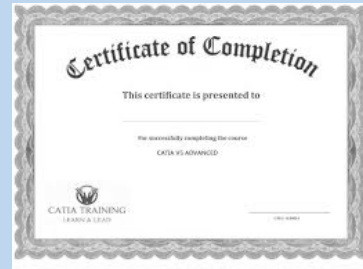 Certificate of Completion
This certificate is presented to
For successfully completing the course
CATIA V5 ADVANCED
CATIA TRAINING
LEARN & LEAD